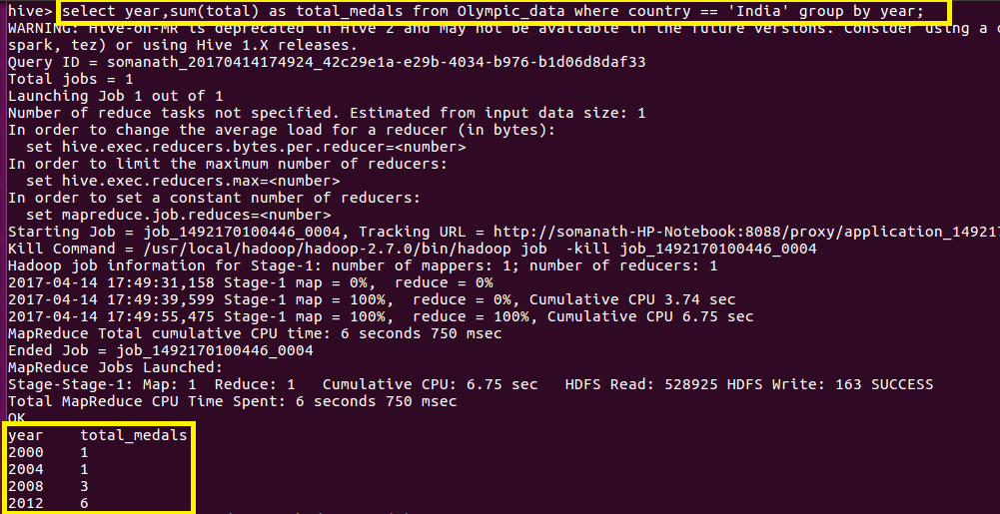 hive> select year,sum(total) as total_medals from Olympic_data where country == 'India' group by year;
WARNING: Hive-on-MR is deprecated in Hive 2 and may not be available in the future versions. Consider using a
spark, tez) or using Hive 1.X releases.
Query ID = somanath_20170414174924_42c29e1a-e29b-4034-b976-b1d06d8daf33
Total jobs = 1
Launching Job 1 out of 1
Number of reduce tasks not specified. Estimated from input data size: 1
In order to change the average load for a reducer (in bytes):
  set hive.exec.reducers.bytes.per.reducer=<number>
In order to limit the maximum number of reducers:
  set hive.exec.reducers.max=<number>
In order to set a constant number of reducers:
  set mapreduce.job.reduces=<number>
Starting Job = job_1492170100446_0004, Tracking URL = http://somanath-HP-Notebook:8088/proxy/application_14921
Kill Command = /usr/local/hadoop/hadoop-2.7.0/bin/hadoop job  -kill job_1492170100446_0004
Hadoop job information for Stage-1: number of mappers: 1; number of reducers: 1
2017-04-14 17:49:31,158 Stage-1 map = 0%,  reduce = 0%
2017-04-14 17:49:39,599 Stage-1 map = 100%,  reduce = 0%, Cumulative CPU 3.74 sec
2017-04-14 17:49:55,475 Stage-1 map = 100%,  reduce = 100%, Cumulative CPU 6.75 sec
MapReduce Total cumulative CPU time: 6 seconds 750 msec
Ended Job = job_1492170100446_0004
MapReduce Jobs Launched:
Stage-Stage-1: Map: 1  Reduce: 1   Cumulative CPU: 6.75 sec   HDFS Read: 528925 HDFS Write: 163 SUCCESS
Total MapReduce CPU Time Spent: 6 seconds 750 msec
OK
year    total_medals
2000    1
2004    1
2008    3
2012    6